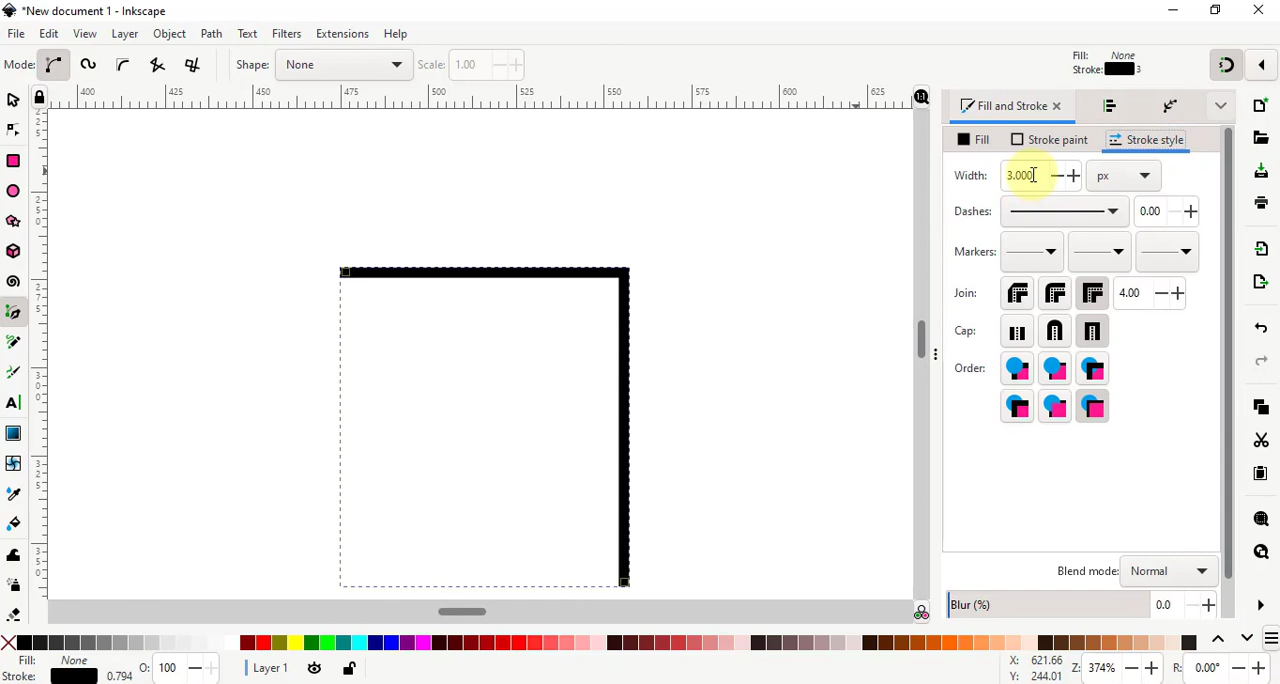 *New document 1 - Inkscape
File Edit View Layer Object Path Text Filters Extensions Help
Mode: Shape: None Scale: 1.00
Fill: None
Stroke: 3
400 425 450 475 500 525 550 575 600 625
Fill and Stroke
Fill Stroke paint Stroke style
Width: 3.000 px
Dashes: 0.00
Markers:
Join: 4.00
Cap:
Order:
Blend mode: Normal
Blur (%) 0.0
Fill: None O: 100 Layer 1 X: 621.66 Z: 374% R: 0.00°
Stroke: 0.794 Y: 244.01